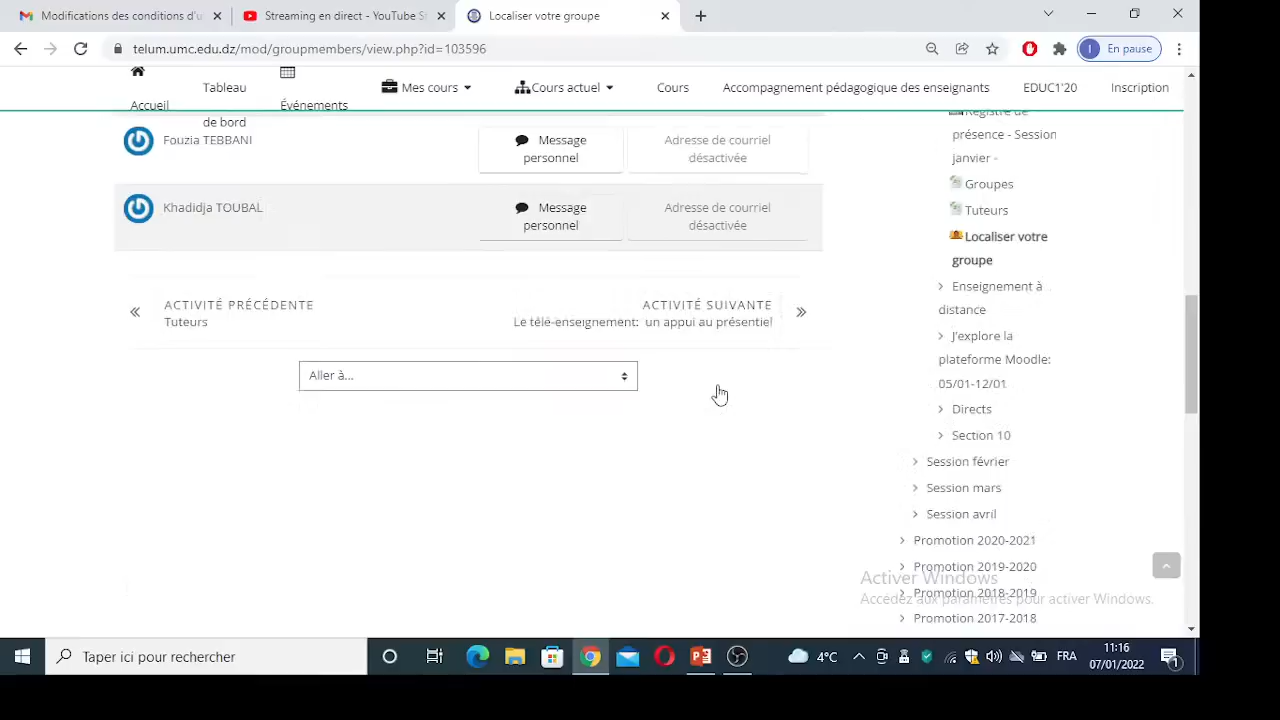 Modifications des conditions d'u
Streaming en direct - YouTube St
Localiser votre groupe
telum.umc.edu.dz/mod/groupmembers/view.php?id=103596
I
En pause
Accueil
Tableau
de bord
Événements
Mes cours
Cours actuel
Cours
Accompagnement pédagogique des enseignants
EDUC1'20
Inscription
Fouzia TEBBANI
Message
personnel
Adresse de courriel
désactivée
Khadidja TOUBAL
Message
personnel
Adresse de courriel
désactivée
ACTIVITÉ PRÉCÉDENTE
Tuteurs
ACTIVITÉ SUIVANTE
Le télé-enseignement: un appui au présentiel
Aller à...
Registre de
présence - Session
janvier -
Groupes
Tuteurs
Localiser votre
groupe
Enseignement à
distance
J'explore la
plateforme Moodle:
05/01-12/01
Directs
Section 10
Session février
Session mars
Session avril
Promotion 2020-2021
Promotion 2019-2020
Promotion 2018-2019
Promotion 2017-2018
Activer Windows
Accédez aux paramètres pour activer Windows.
Taper ici pour rechercher
4°C
FRA
11:16
07/01/2022
1